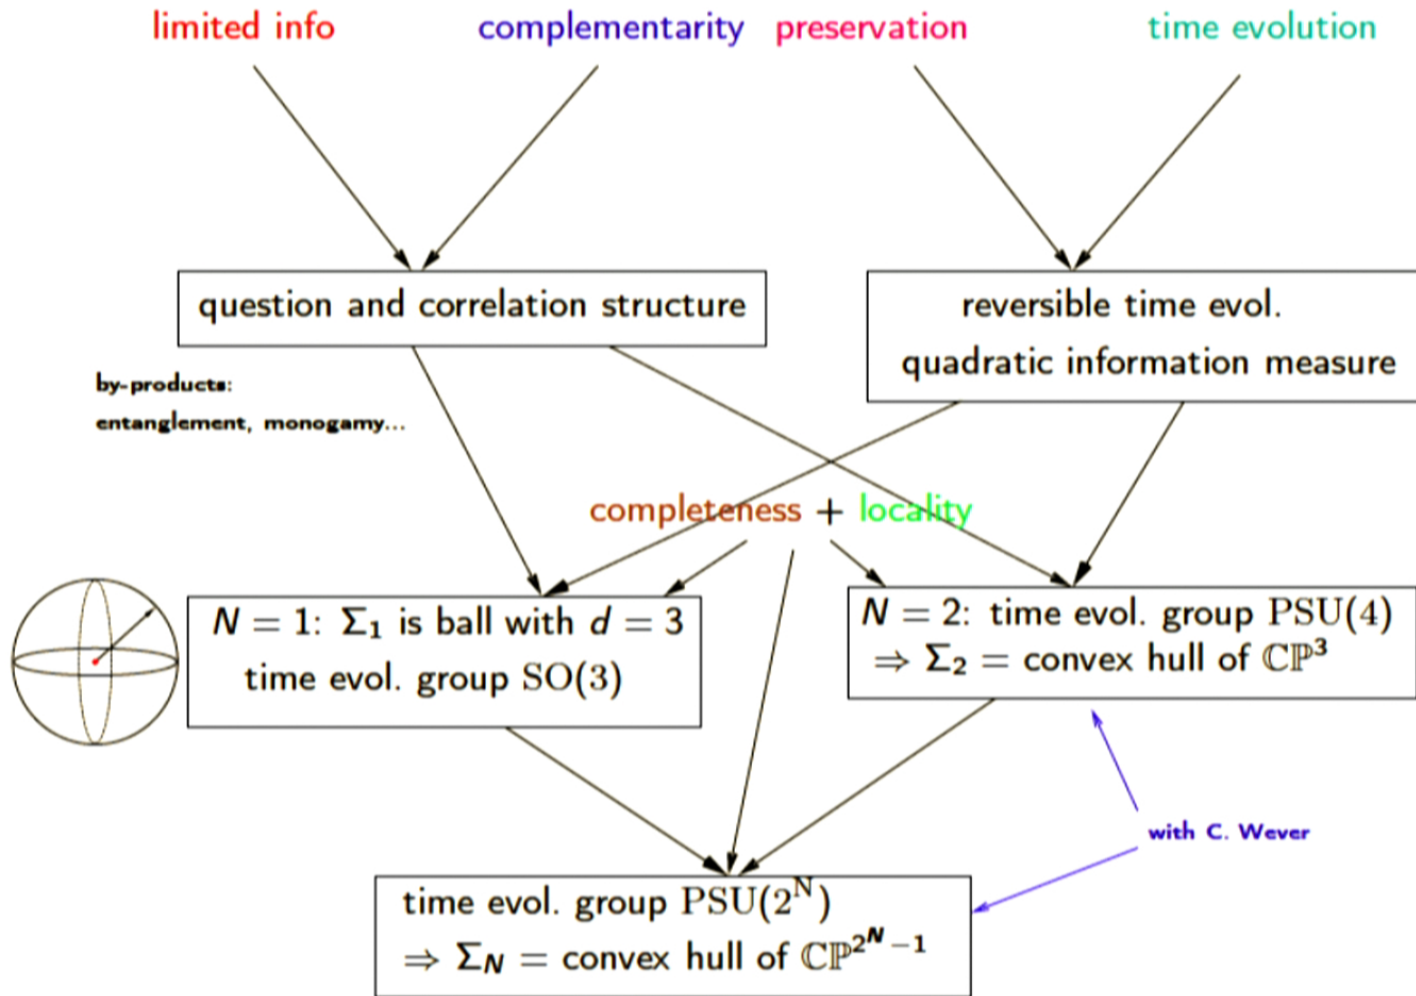 limited info complementarity preservation time evolution
question and correlation structure
reversible time evol.
quadratic information measure
by-products:
entanglement, monogamy...
completeness + locality
N = 1: Σ₁ is ball with d = 3
time evol. group SO(3)
N = 2: time evol. group PSU(4)
⇒ Σ₂ = convex hull of ℂℙ³
with C. Wever
time evol. group PSU(2^N)
⇒ Σ_N = convex hull of ℂℙ^{2^N−1}